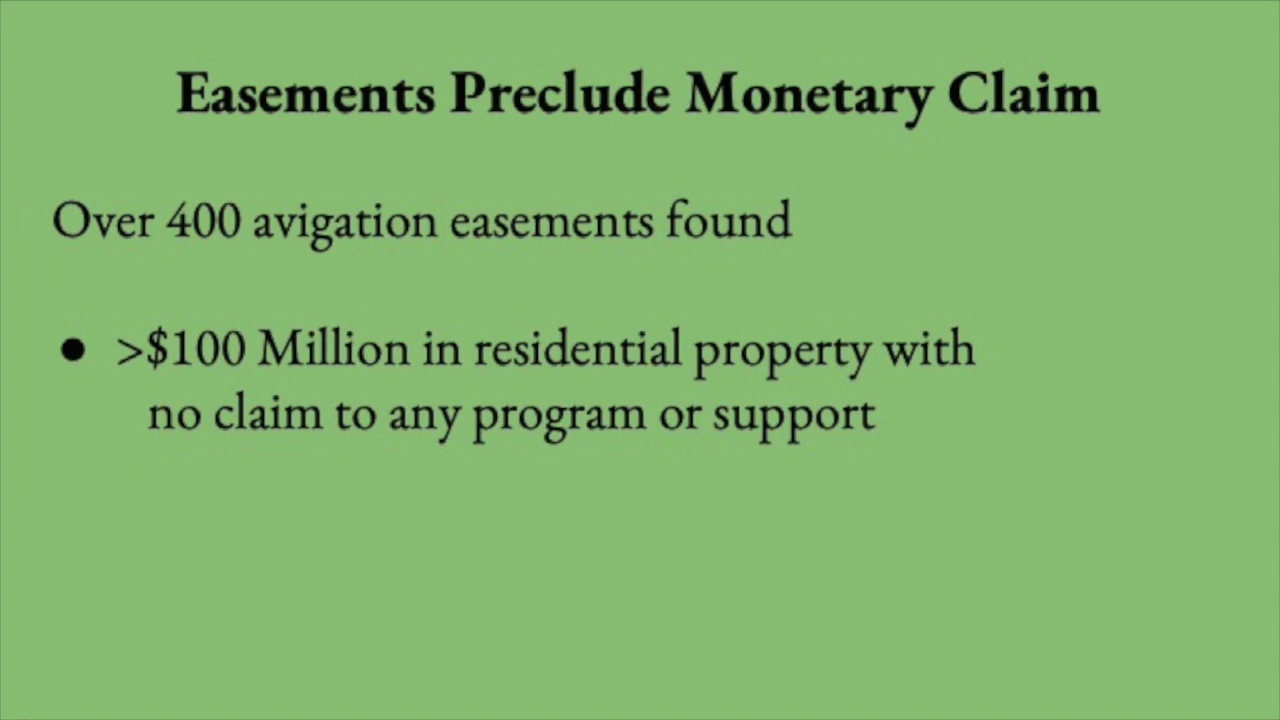 Easements Preclude Monetary Claim
Over 400 avigation easements found
● >$100 Million in residential property with
no claim to any program or support